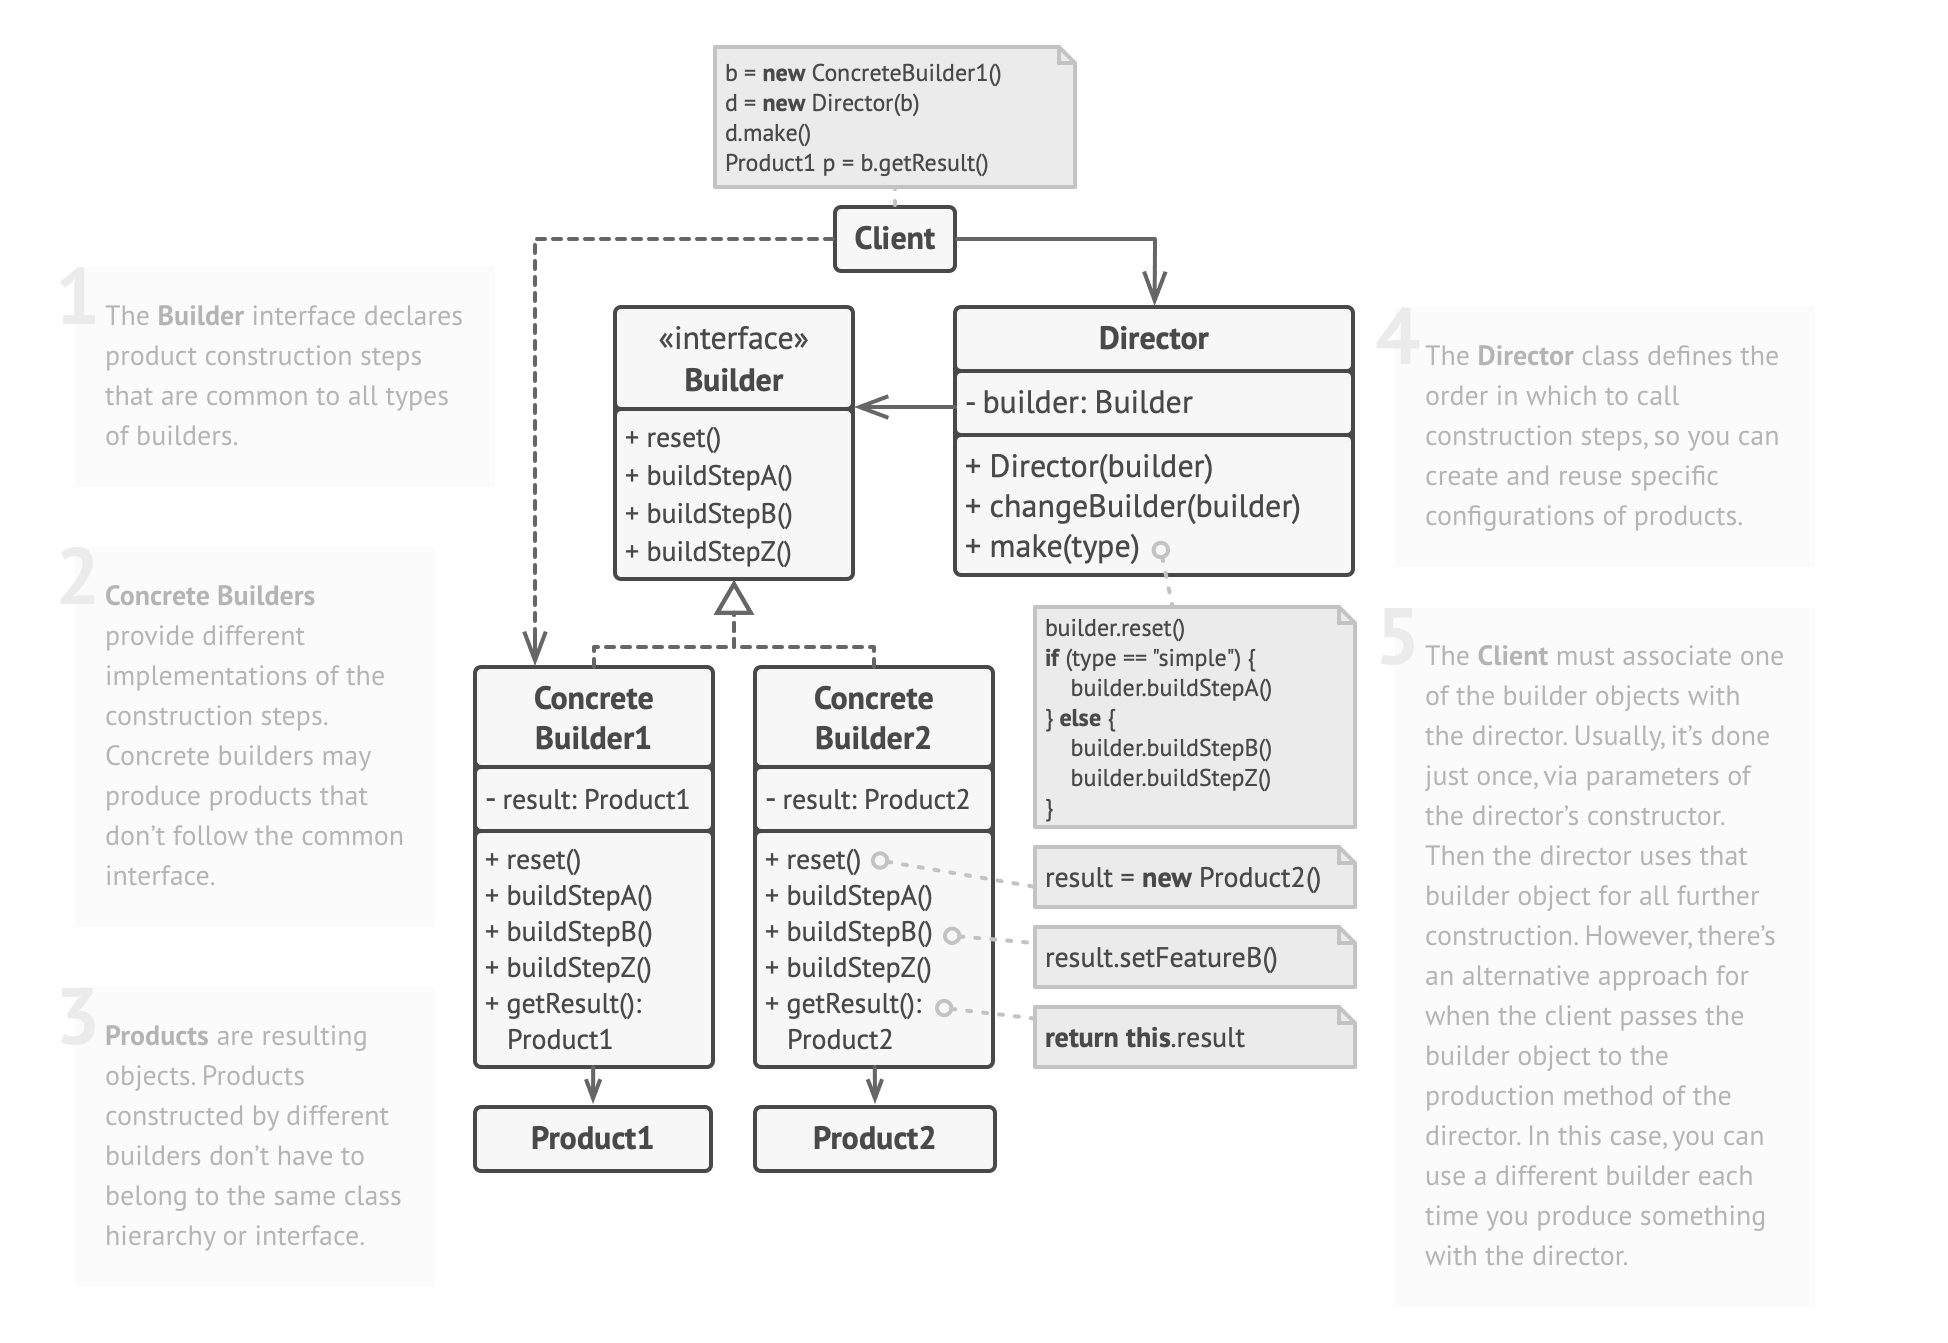 b = new ConcreteBuilder1()
d = new Director(b)
d.make()
Product1 p = b.getResult()
Client
1
The Builder interface declares
product construction steps
that are common to all types
of builders.
«interface»
Builder
+ reset()
+ buildStepA()
+ buildStepB()
+ buildStepZ()
Director
- builder: Builder
+ Director(builder)
+ changeBuilder(builder)
+ make(type)
4
The Director class defines the
order in which to call
construction steps, so you can
create and reuse specific
configurations of products.
2
Concrete Builders
provide different
implementations of the
construction steps.
Concrete builders may
produce products that
don’t follow the common
interface.
Concrete
Builder1
- result: Product1
+ reset()
+ buildStepA()
+ buildStepB()
+ buildStepZ()
+ getResult():
Product1
Concrete
Builder2
- result: Product2
+ reset()
+ buildStepA()
+ buildStepB()
+ buildStepZ()
+ getResult():
Product2
builder.reset()
if (type == "simple") {
builder.buildStepA()
} else {
builder.buildStepB()
builder.buildStepZ()
}
result = new Product2()
result.setFeatureB()
return this.result
5
The Client must associate one
of the builder objects with
the director. Usually, it’s done
just once, via parameters of
the director’s constructor.
Then the director uses that
builder object for all further
construction. However, there’s
an alternative approach for
when the client passes the
builder object to the
production method of the
director. In this case, you can
use a different builder each
time you produce something
with the director.
3
Products are resulting
objects. Products
constructed by different
builders don’t have to
belong to the same class
hierarchy or interface.
Product1
Product2